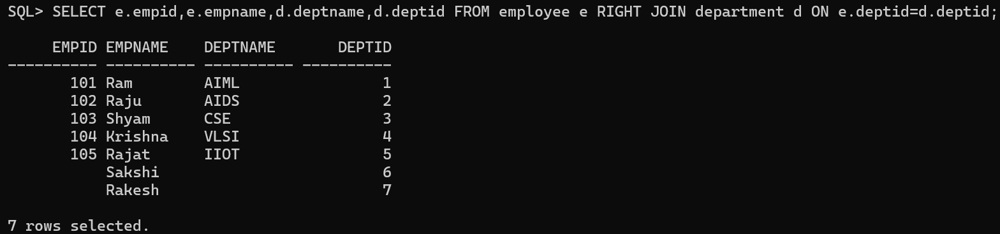 SQL> SELECT e.empid,e.empname,d.deptname,d.deptid FROM employee e RIGHT JOIN department d ON e.deptid=d.deptid;
     EMPID EMPNAME    DEPTNAME       DEPTID
---------- ---------- ---------- ----------
       101 Ram        AIML                1
       102 Raju       AIDS                2
       103 Shyam      CSE                 3
       104 Krishna    VLSI                4
       105 Rajat      IIOT                5
           Sakshi                         6
           Rakesh                         7
7 rows selected.